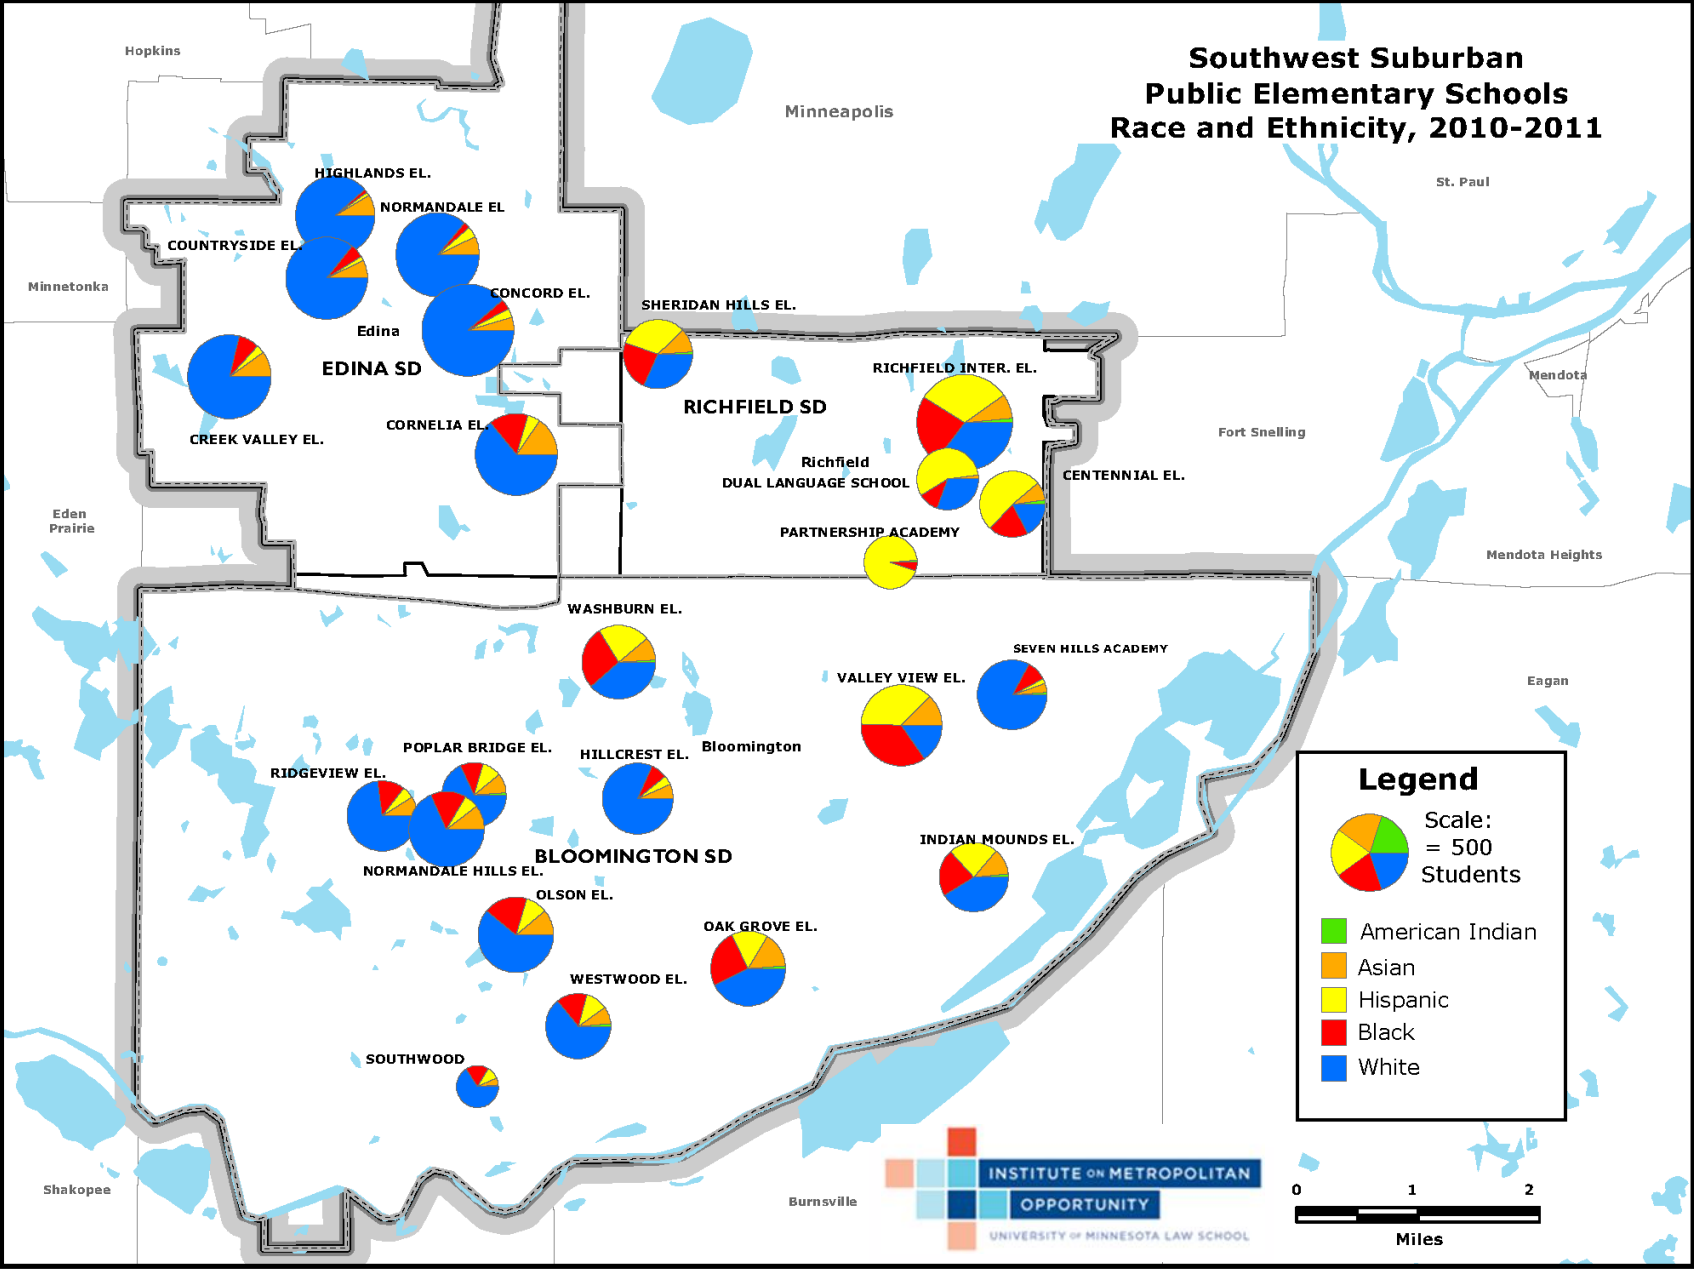 Southwest Suburban
Public Elementary Schools
Race and Ethnicity, 2010-2011
Hopkins
Minneapolis
St. Paul
HIGHLANDS EL.
NORMANDALE EL
COUNTRYSIDE EL.
Minnetonka
CONCORD EL.
SHERIDAN HILLS EL.
Edina
EDINA SD
RICHFIELD INTER. EL.
Mendota
RICHFIELD SD
CORNELIA EL.
CREEK VALLEY EL.
Fort Snelling
Richfield
DUAL LANGUAGE SCHOOL
CENTENNIAL EL.
Eden
Prairie
PARTNERSHIP ACADEMY
Mendota Heights
WASHBURN EL.
SEVEN HILLS ACADEMY
VALLEY VIEW EL.
Eagan
POPLAR BRIDGE EL.
HILLCREST EL.
Bloomington
RIDGEVIEW EL.
INDIAN MOUNDS EL.
BLOOMINGTON SD
NORMANDALE HILLS EL.
OLSON EL.
OAK GROVE EL.
WESTWOOD EL.
SOUTHWOOD
Legend
Scale:
= 500
Students
American Indian
Asian
Hispanic
Black
White
Shakopee
Burnsville
INSTITUTE ON METROPOLITAN
OPPORTUNITY
UNIVERSITY OF MINNESOTA LAW SCHOOL
0 1 2
Miles